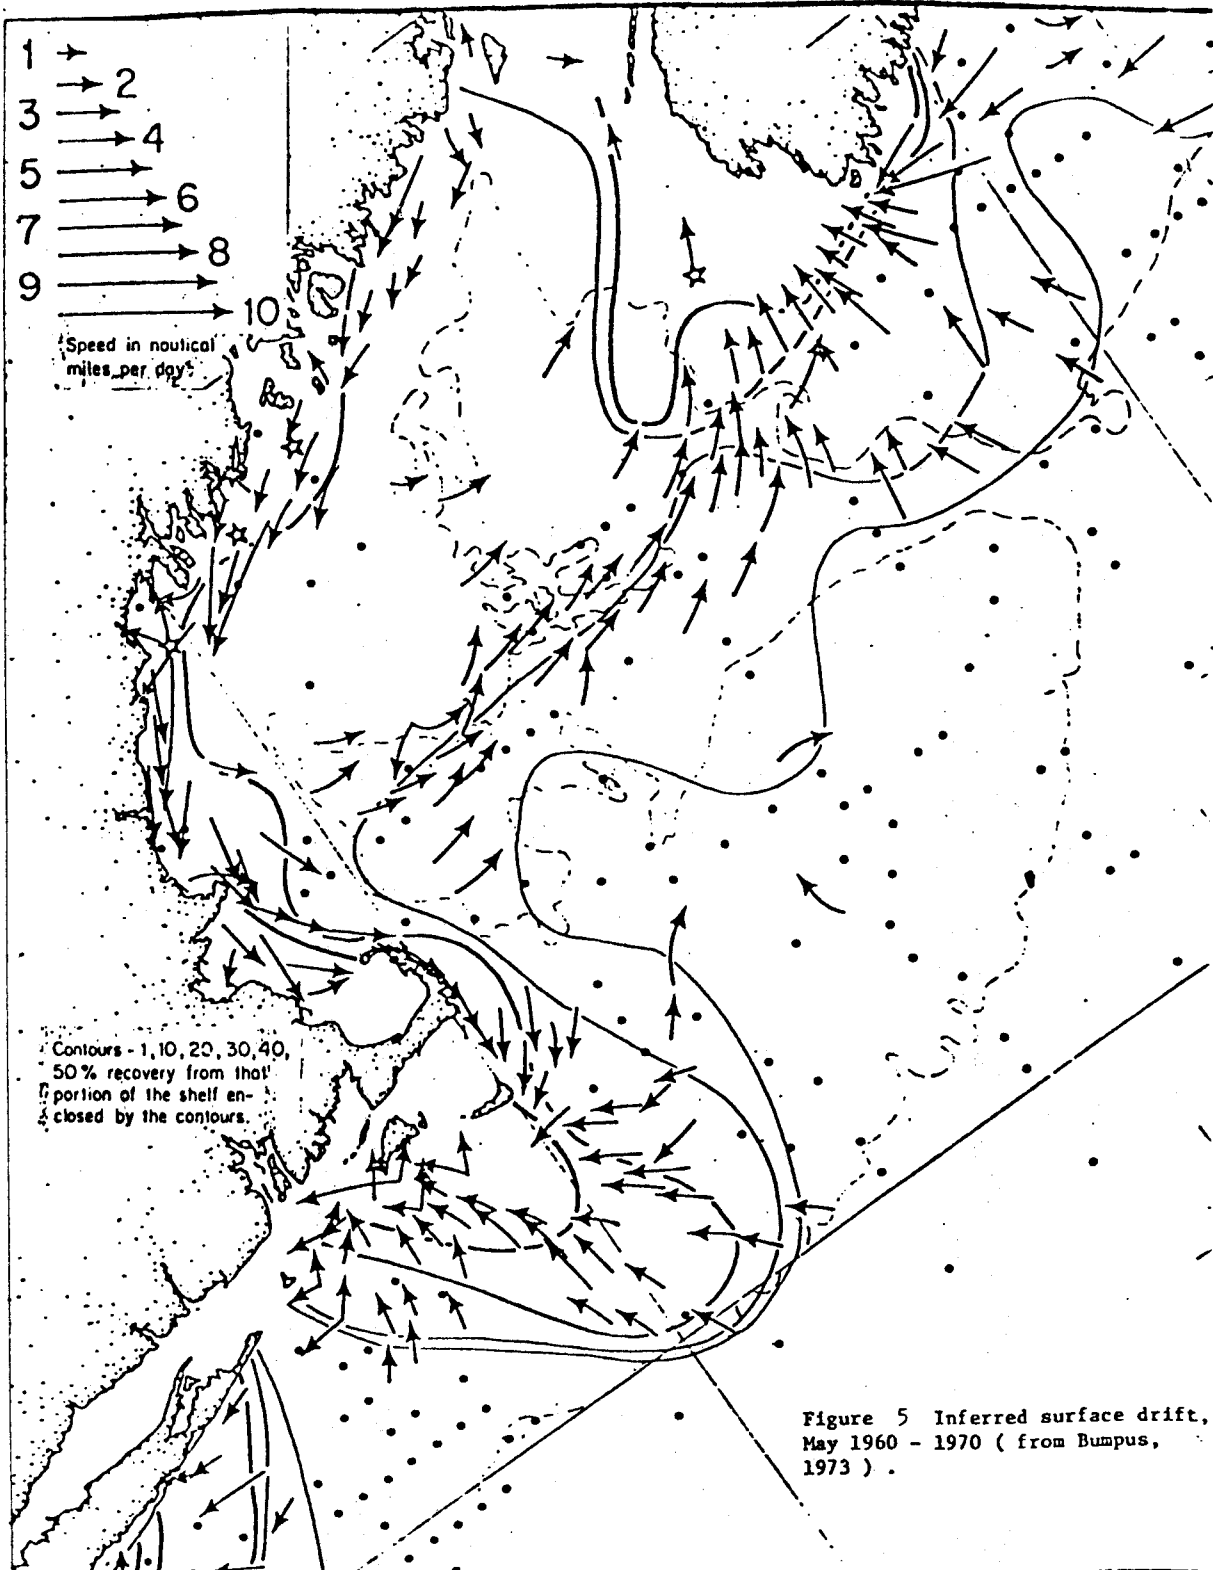 1
2
3
4
5
6
7
8
9
10
Speed in nautical
miles per day
Contours - 1, 10, 20, 30, 40,
50% recovery from that
portion of the shelf en-
closed by the contours.
Figure 5 Inferred surface drift,
May 1960 - 1970 ( from Bumpus,
1973 ) .